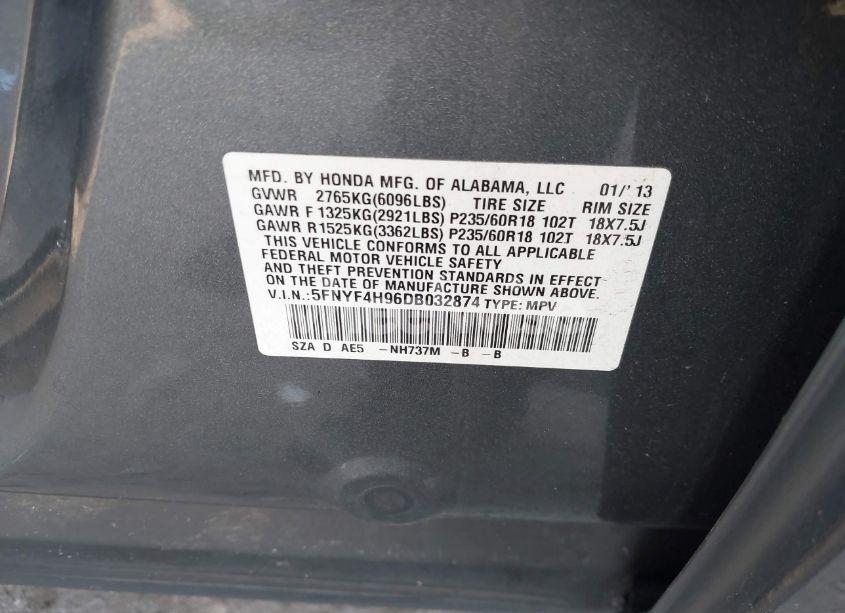 MFD. BY HONDA MFG. OF ALABAMA, LLC 01/'13
GVWR 2765KG(6096LBS) TIRE SIZE RIM SIZE
GAWR F 1325KG(2921LBS) P235/60R18 102T 18X7.5J
GAWR R1525KG(3362LBS) P235/60R18 102T 18X7.5J
THIS VEHICLE CONFORMS TO ALL APPLICABLE
FEDERAL MOTOR VEHICLE SAFETY
AND THEFT PREVENTION STANDARDS IN EFFECT
ON THE DATE OF MANUFACTURE SHOWN ABOVE.
V.I.N.:5FNYF4H96DB032874 TYPE: MPV
SZA D AE5 -NH737M -B -B